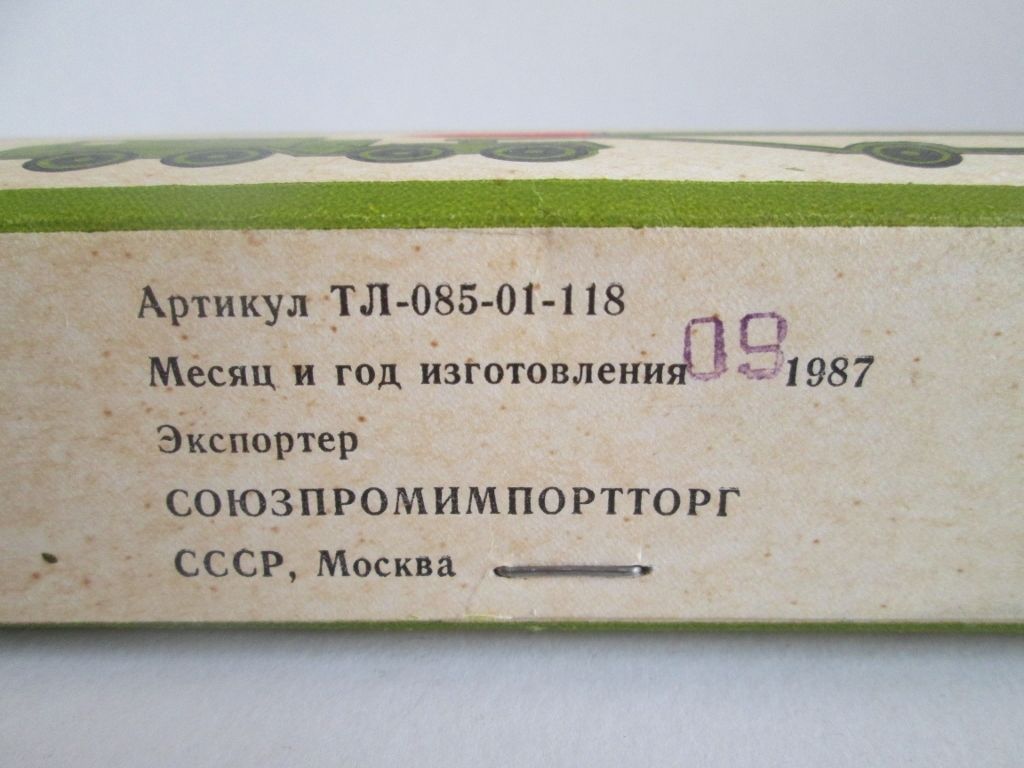 Артикул ТЛ-085-01-118
Месяц и год изготовления 09 1987
Экспортер
СОЮЗПРОМИМПОРТТОРГ
СССР, Москва